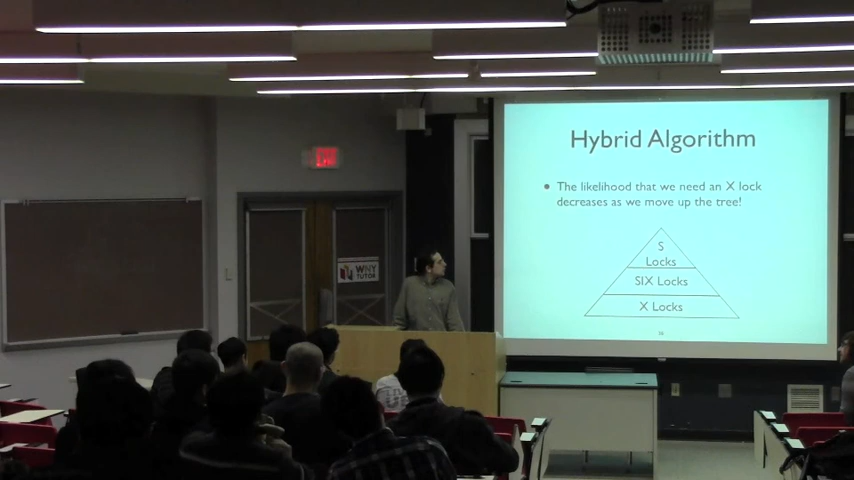 Hybrid Algorithm
• The likelihood that we need an X lock
decreases as we move up the tree!
S
Locks
SIX Locks
X Locks
WNY
TUTOR
EXIT